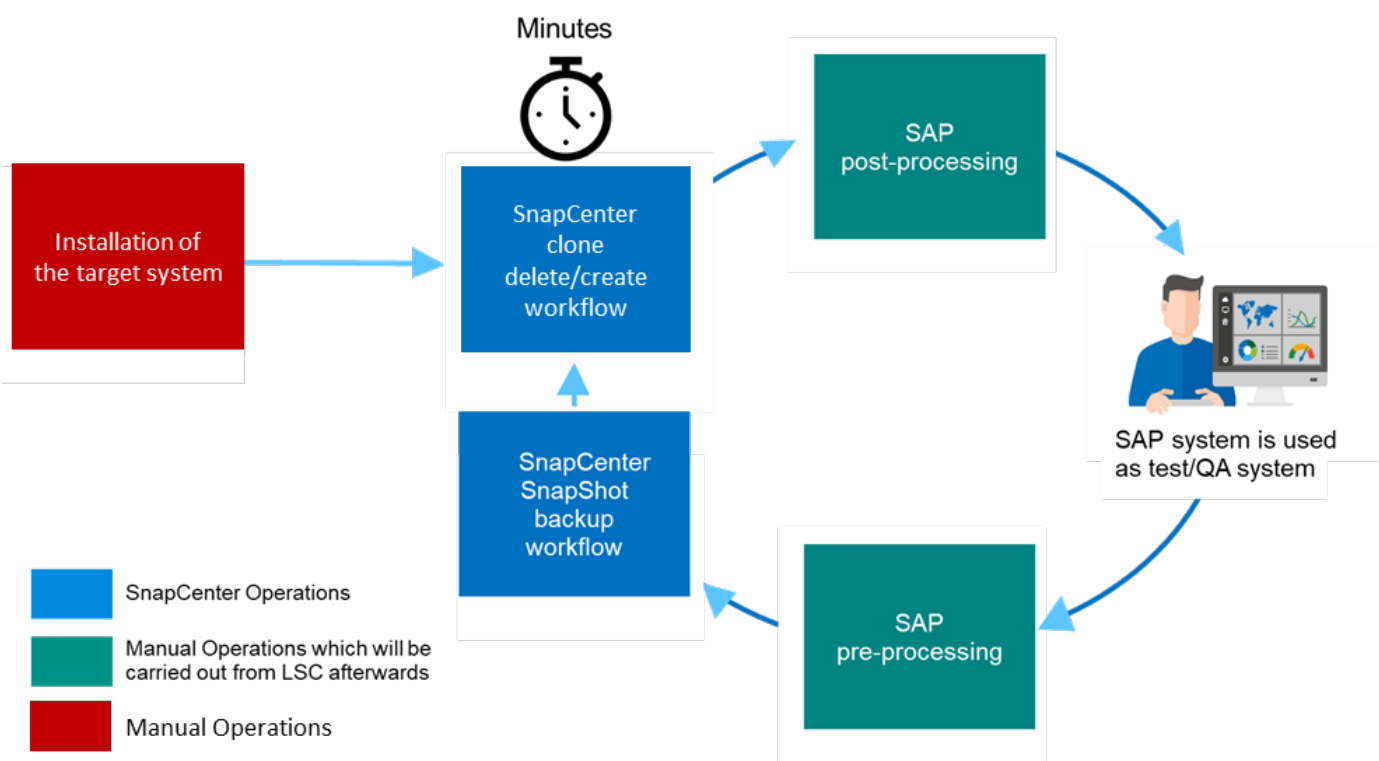 Minutes
Installation of
the target system
SnapCenter
clone
delete/create
workflow
SAP
post-processing
SAP system is used
as test/QA system
SnapCenter
SnapShot
backup
workflow
SAP
pre-processing
SnapCenter Operations
Manual Operations which will be
carried out from LSC afterwards
Manual Operations